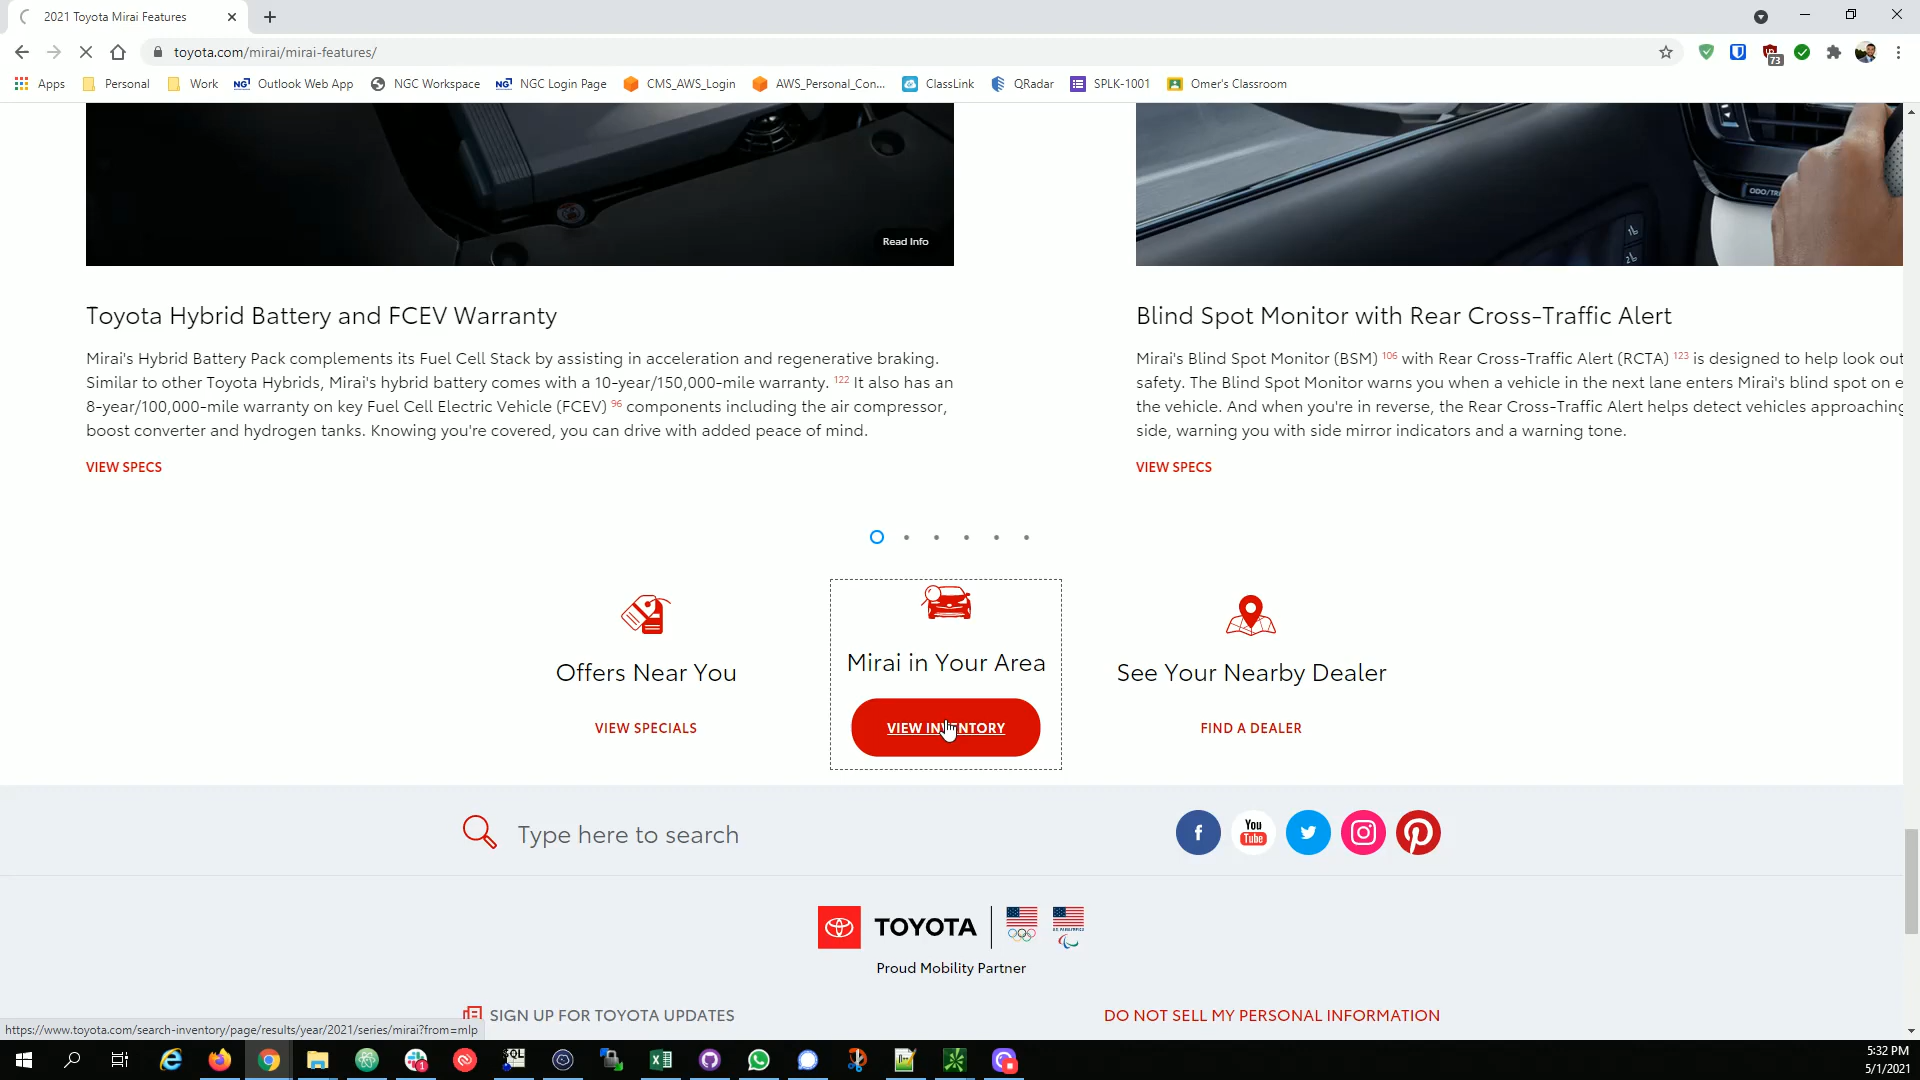 2021 Toyota Mirai Features
toyota.com/mirai/mirai-features/
73
Apps Personal Work Outlook Web App NGC Workspace NGC Login Page CMS_AWS_Login AWS_Personal_Con... ClassLink QRadar SPLK-1001 Omer's Classroom
ODO/TRI
Read Info
Toyota Hybrid Battery and FCEV Warranty
Mirai's Hybrid Battery Pack complements its Fuel Cell Stack by assisting in acceleration and regenerative braking.
Similar to other Toyota Hybrids, Mirai's hybrid battery comes with a 10-year/150,000-mile warranty. 122 It also has an
8-year/100,000-mile warranty on key Fuel Cell Electric Vehicle (FCEV) 96 components including the air compressor,
boost converter and hydrogen tanks. Knowing you're covered, you can drive with added peace of mind.
VIEW SPECS
Blind Spot Monitor with Rear Cross-Traffic Alert
Mirai's Blind Spot Monitor (BSM) 106 with Rear Cross-Traffic Alert (RCTA) 123 is designed to help look out
safety. The Blind Spot Monitor warns you when a vehicle in the next lane enters Mirai's blind spot on e
the vehicle. And when you're in reverse, the Rear Cross-Traffic Alert helps detect vehicles approaching
side, warning you with side mirror indicators and a warning tone.
VIEW SPECS
Offers Near You
VIEW SPECIALS
Mirai in Your Area
VIEW INVENTORY
See Your Nearby Dealer
FIND A DEALER
Type here to search
You
Tube
TOYOTA
Proud Mobility Partner
SIGN UP FOR TOYOTA UPDATES
DO NOT SELL MY PERSONAL INFORMATION
https://www.toyota.com/search-inventory/page/results/year/2021/series/mirai?from=mlp
SQL
5:32 PM
5/1/2021